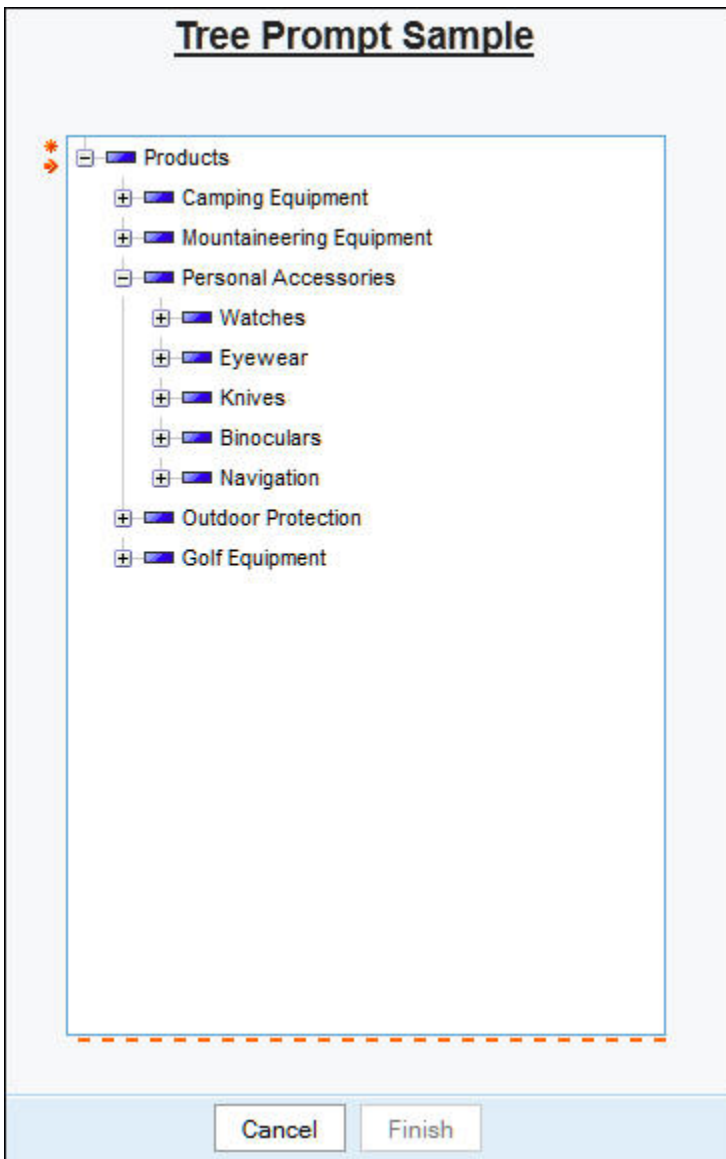 Tree Prompt Sample
Products
Camping Equipment
Mountaineering Equipment
Personal Accessories
Watches
Eyewear
Knives
Binoculars
Navigation
Outdoor Protection
Golf Equipment
Cancel Finish